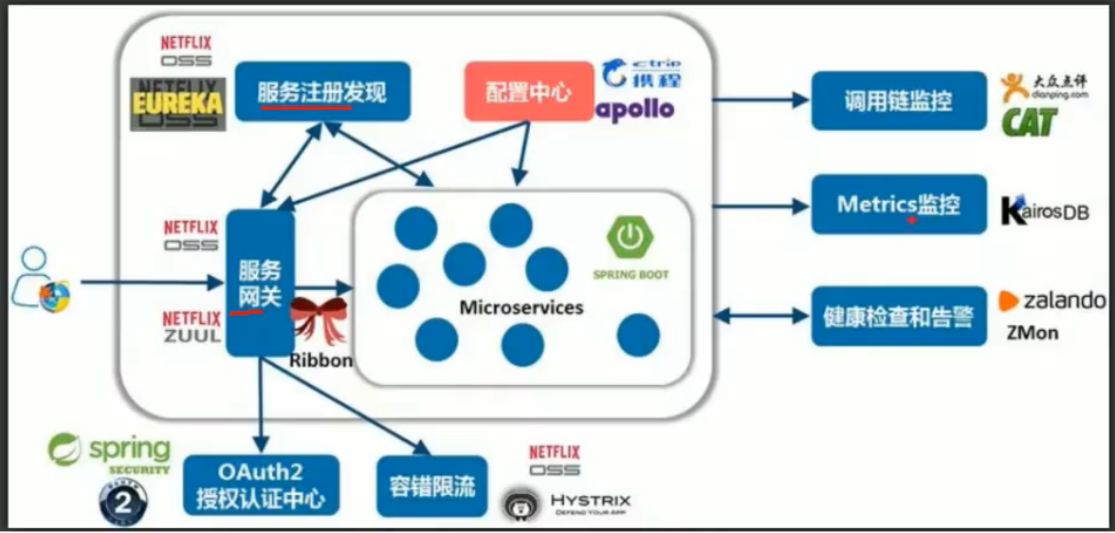 NETFLIX
OSS
NETFLIX
EUREKA
OSS
服务注册发现
配置中心
ctrip
携程
apollo
调用链监控
大众点评
dianping.com
CAT
Metrics监控
KairosDB
健康检查和告警
zalando
ZMon
NETFLIX
OSS
服务
网关
NETFLIX
ZUUL
Ribbon
SPRING BOOT
Microservices
spring
SECURITY
2
OAuth2
授权认证中心
容错限流
NETFLIX
OSS
HYSTRIX
DEFEND YOUR APP